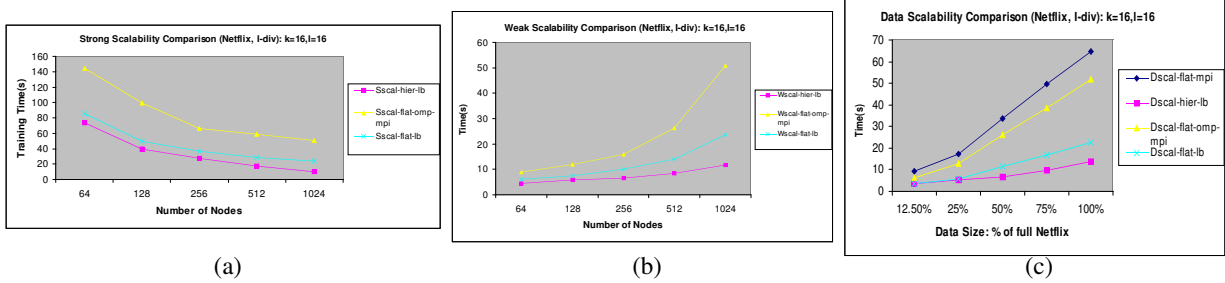 Strong Scalability Comparison (Netflix, I-div): k=16,l=16
Training Time(s)
160
140
120
100
80
60
40
20
0
64 128 256 512 1024
Number of Nodes
Sscal-hier-lb
Sscal-flat-omp-
mpi
Sscal-flat-lb
(a)
Weak Scalability Comparison (Netflix, I-div): k=16,l=16
Time(s)
60
50
40
30
20
10
0
64 128 256 512 1024
Number of Nodes
Wscal-hier-lb
Wscal-flat-omp-
mpi
Wscal-flat-lb
(b)
Data Scalability Comparison (Netflix, I-div): k=16,l=16
Time(s)
70
60
50
40
30
20
10
0
12.50% 25% 50% 75% 100%
Data Size: % of full Netflix
Dscal-flat-mpi
Dscal-hier-lb
Dscal-flat-omp-
mpi
Dscal-flat-lb
(c)